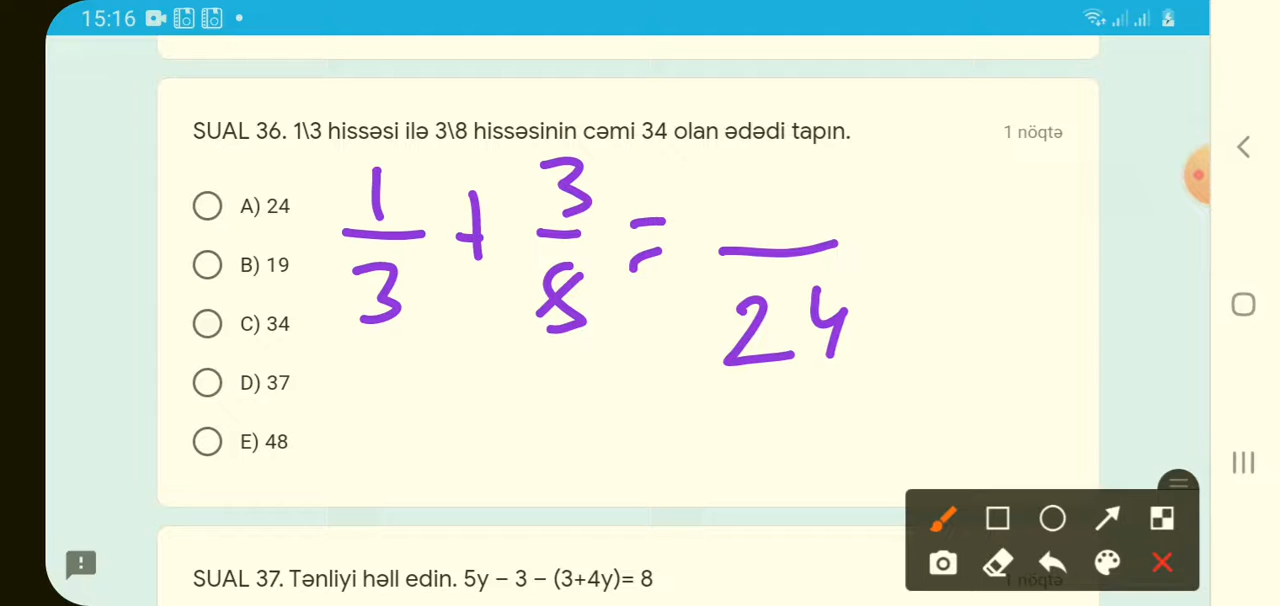 15:16
SUAL 36. 1\3 hissəsi ilə 3\8 hissəsinin cəmi 34 olan ədədi tapın.
1 nöqtə
A) 24
B) 19
C) 34
D) 37
E) 48
1/3 + 3/8 = /24
SUAL 37. Tənliyi həll edin. 5y – 3 – (3+4y)= 8
1 nöqtə